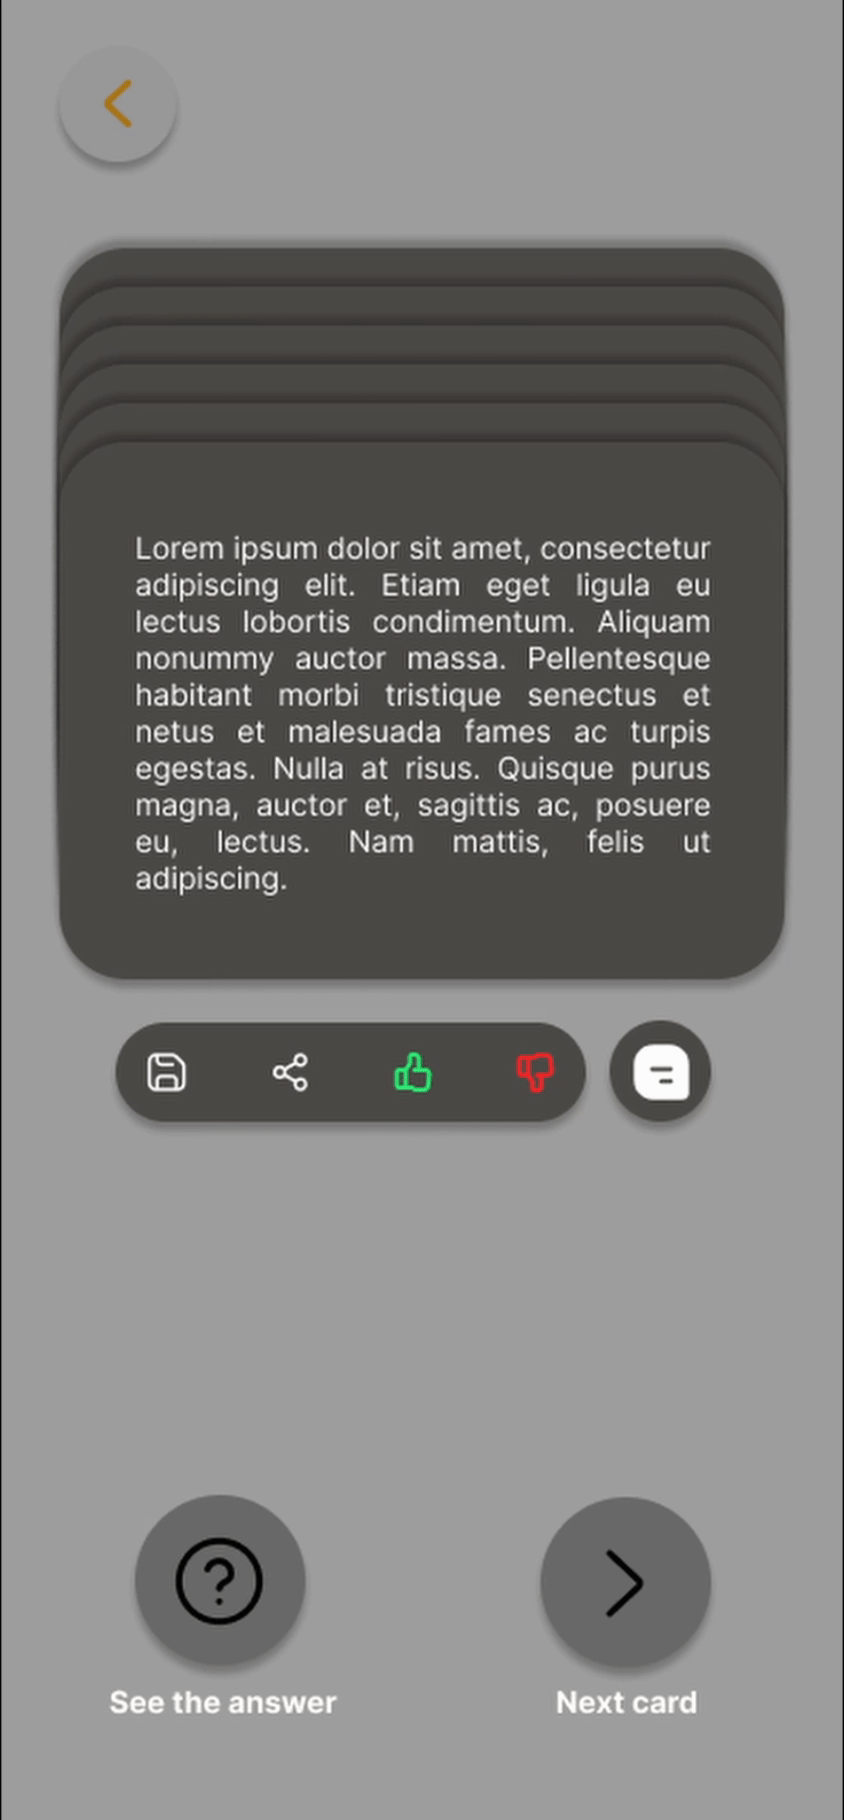 Lorem ipsum dolor sit amet, consectetur
adipiscing elit. Etiam eget ligula eu
lectus lobortis condimentum. Aliquam
nonummy auctor massa. Pellentesque
habitant morbi tristique senectus et
netus et malesuada fames ac turpis
egestas. Nulla at risus. Quisque purus
magna, auctor et, sagittis ac, posuere
eu, lectus. Nam mattis, felis ut
adipiscing.
See the answer
Next card